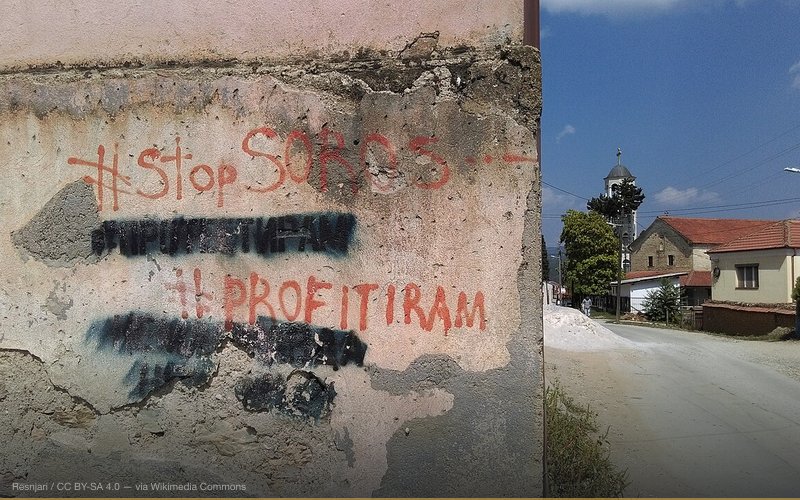 #Stop SOROS...-
#PROFITIRAM
Resnjari / CC BY-SA 4.0 — via Wikimedia Commons